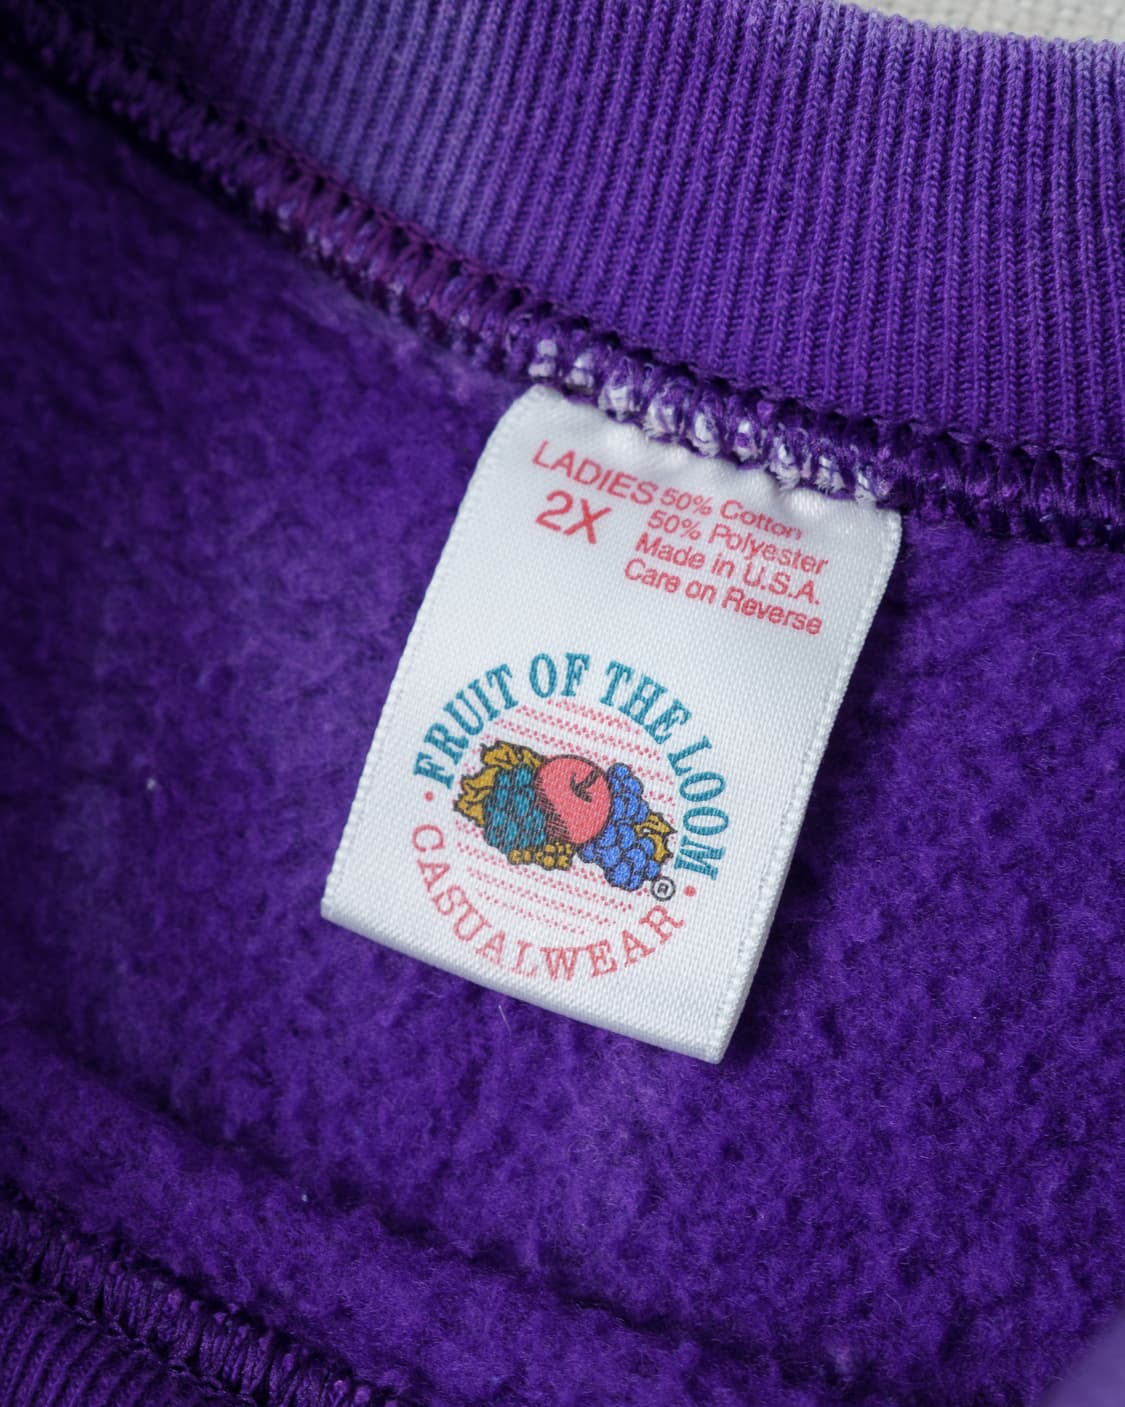 LADIES
2X
50% Cotton
50% Polyester
Made in U.S.A.
Care on Reverse
FRUIT OF THE LOOM
®
• CASUALWEAR •